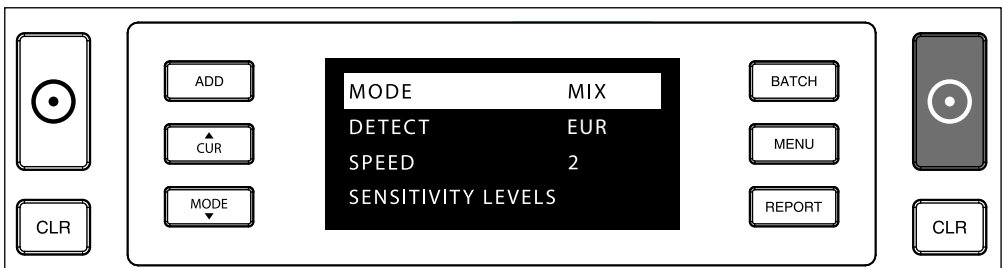 ADD
CUR
MODE
CLR
MODE MIX
DETECT EUR
SPEED 2
SENSITIVITY LEVELS
BATCH
MENU
REPORT
CLR